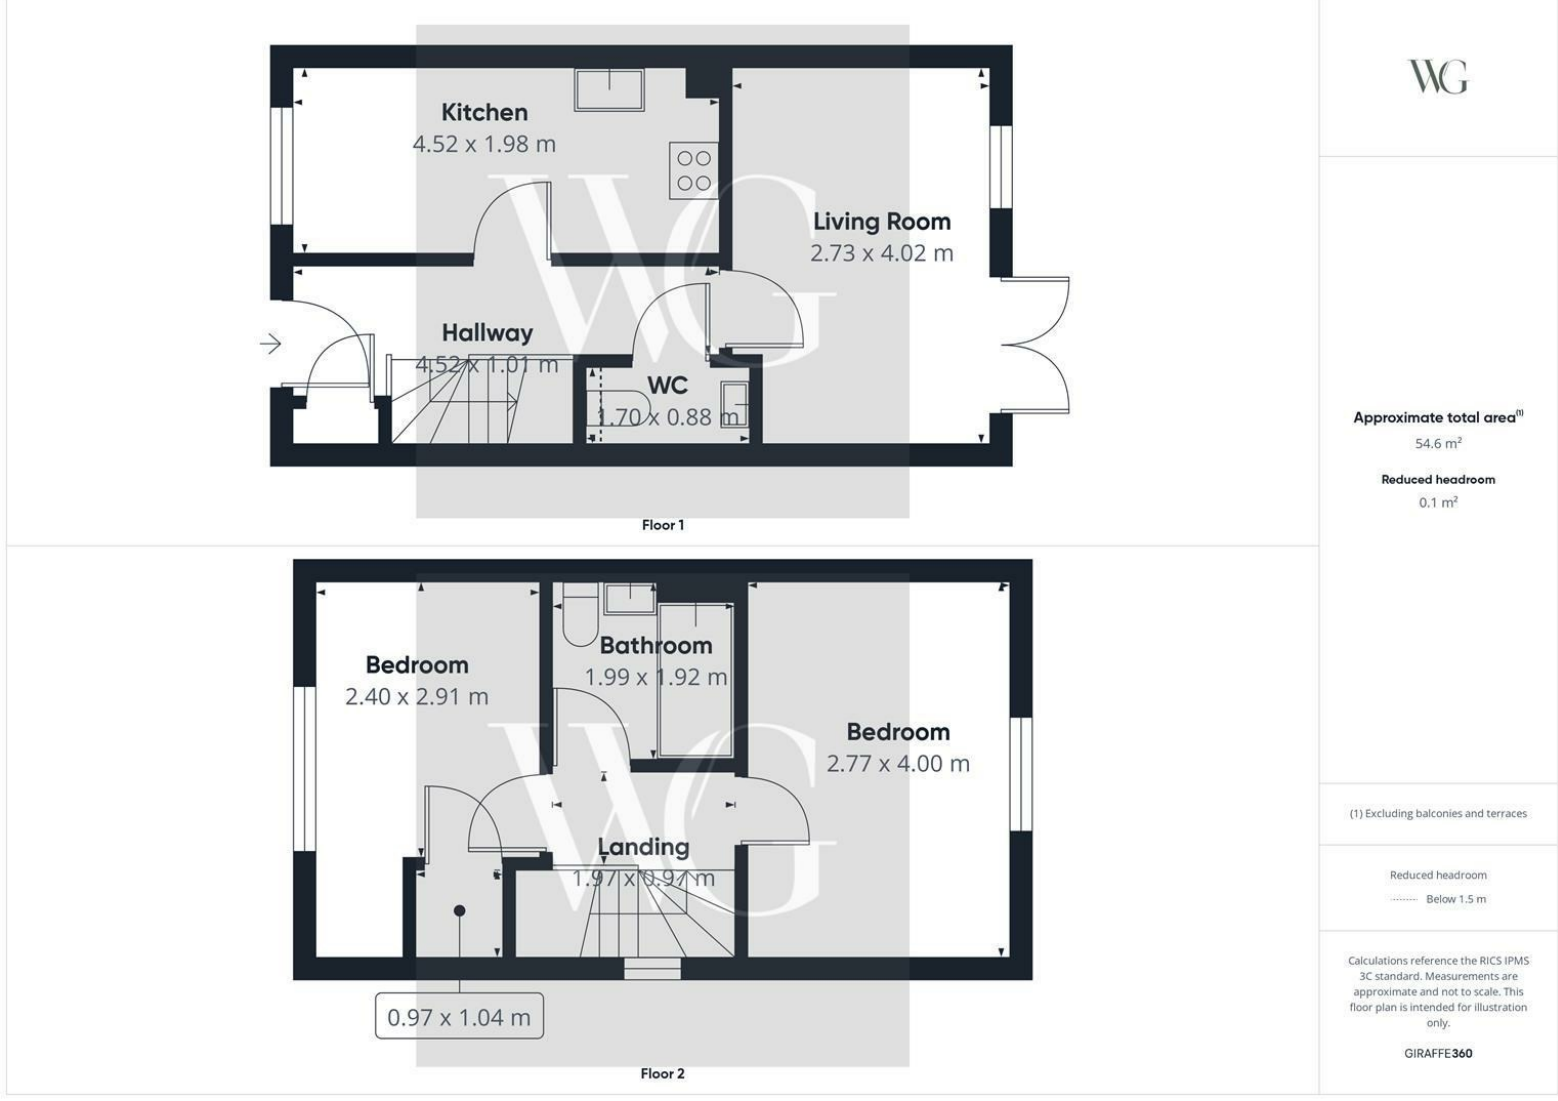 Kitchen
4.52 x 1.98 m
Living Room
2.73 x 4.02 m
Hallway
4.52 x 1.01 m
WC
1.70 x 0.88 m
WG
Floor 1
Bedroom
2.40 x 2.91 m
Bathroom
1.99 x 1.92 m
Bedroom
2.77 x 4.00 m
Landing
1.97 x 0.97 m
WG
0.97 x 1.04 m
Floor 2
WG
Approximate total area(1)
54.6 m²
Reduced headroom
0.1 m²
(1) Excluding balconies and terraces
Reduced headroom
Below 1.5 m
Calculations reference the RICS IPMS
3C standard. Measurements are
approximate and not to scale. This
floor plan is intended for illustration
only.
GIRAFFE360